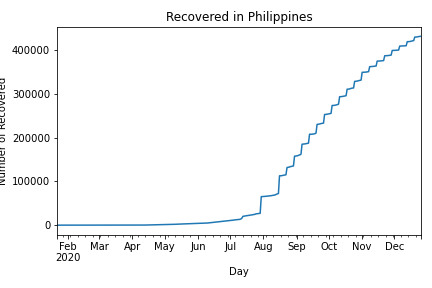 Recovered in Philippines
Number of Recovered
400000
300000
200000
100000
0
Feb Mar Apr May Jun Jul Aug Sep Oct Nov Dec
2020
Day